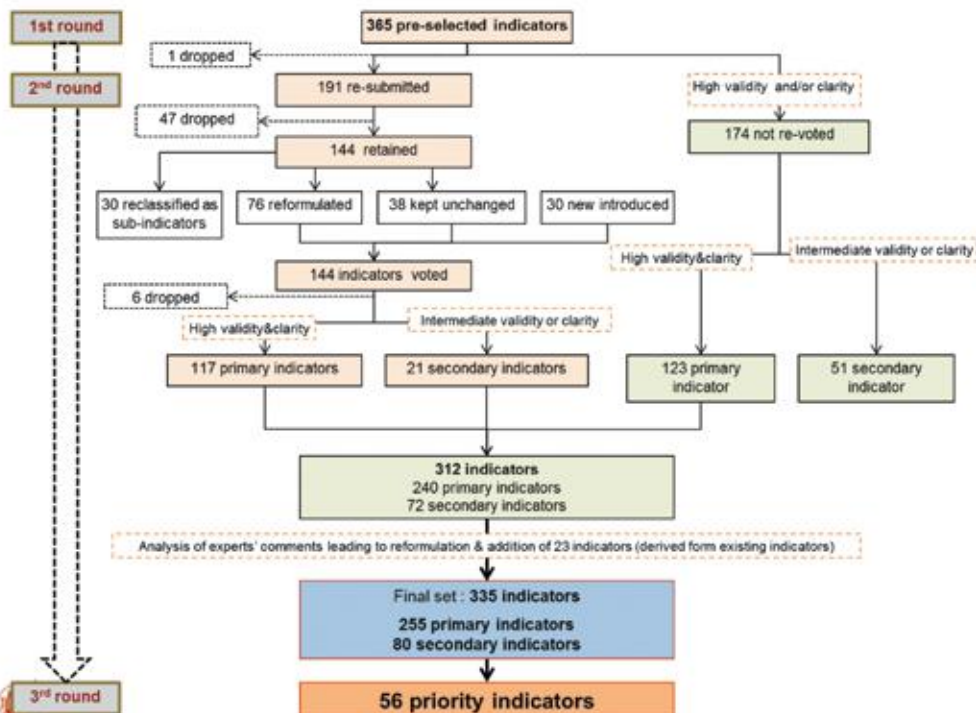 1st round
365 pre-selected indicators
1 dropped
2nd round
191 re-submitted
High validity and/or clarity
47 dropped
174 not re-voted
144 retained
30 reclassified as
sub-indicators
76 reformulated
38 kept unchanged
30 new introduced
High validity&clarity
Intermediate validity or clarity
144 indicators voted
6 dropped
High validity&clarity
Intermediate validity or clarity
117 primary indicators
21 secondary indicators
123 primary
indicator
51 secondary
indicator
312 indicators
240 primary indicators
72 secondary indicators
Analysis of experts' comments leading to reformulation & addition of 23 indicators (derived form existing indicators)
Final set : 335 indicators
255 primary indicators
80 secondary indicators
3rd round
56 priority indicators